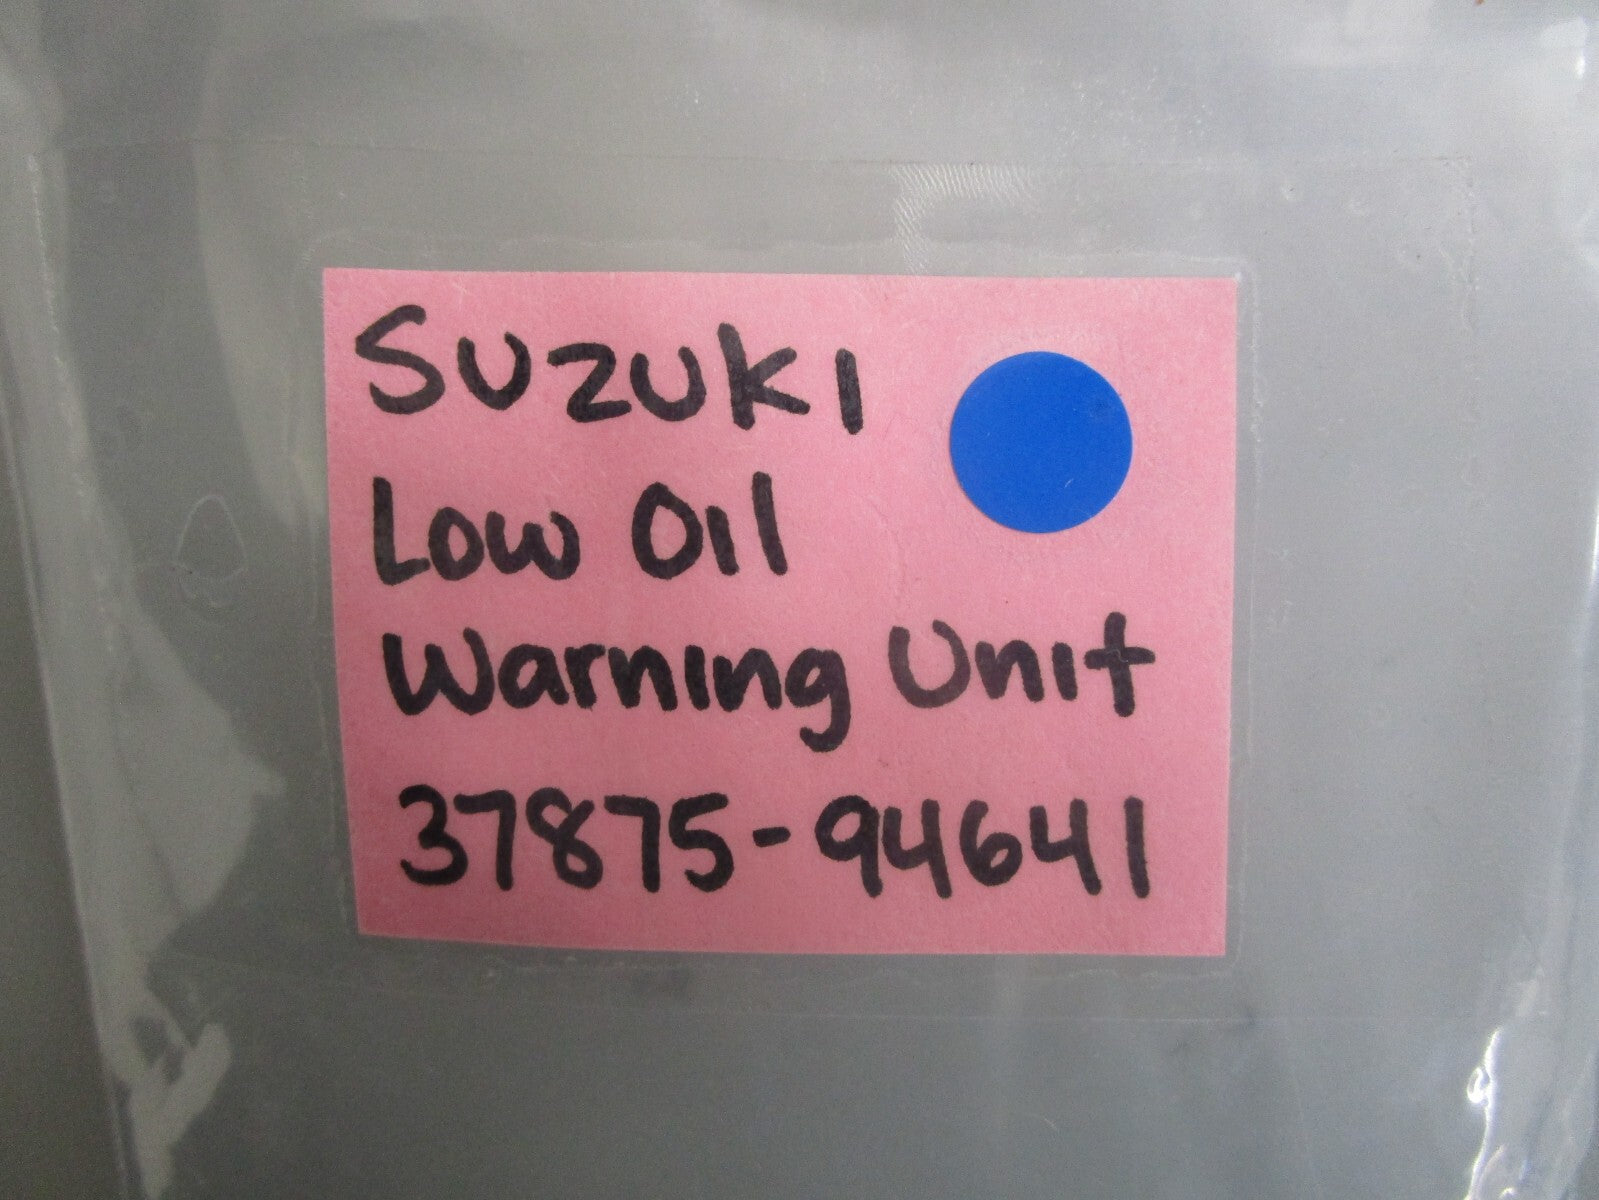 Suzuki
Low Oil
Warning Unit
37875-94641